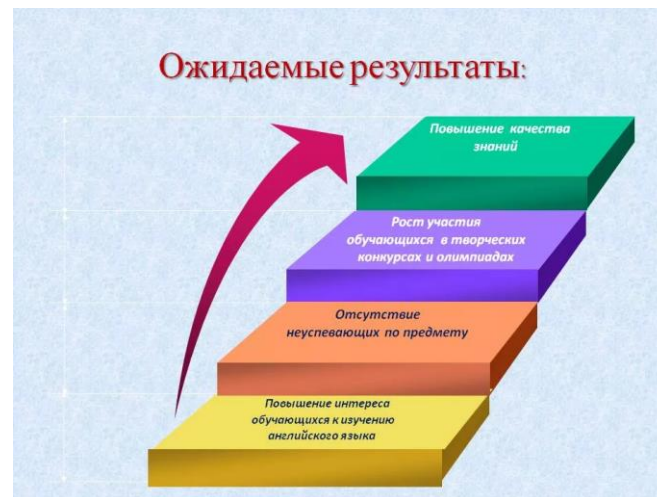 Ожидаемые результаты:
Повышение качества
знаний
Рост участия
обучающихся в творческих
конкурсах и олимпиадах
Отсутствие
неуспевающих по предмету
Повышение интереса
обучающихся к изучению
английского языка